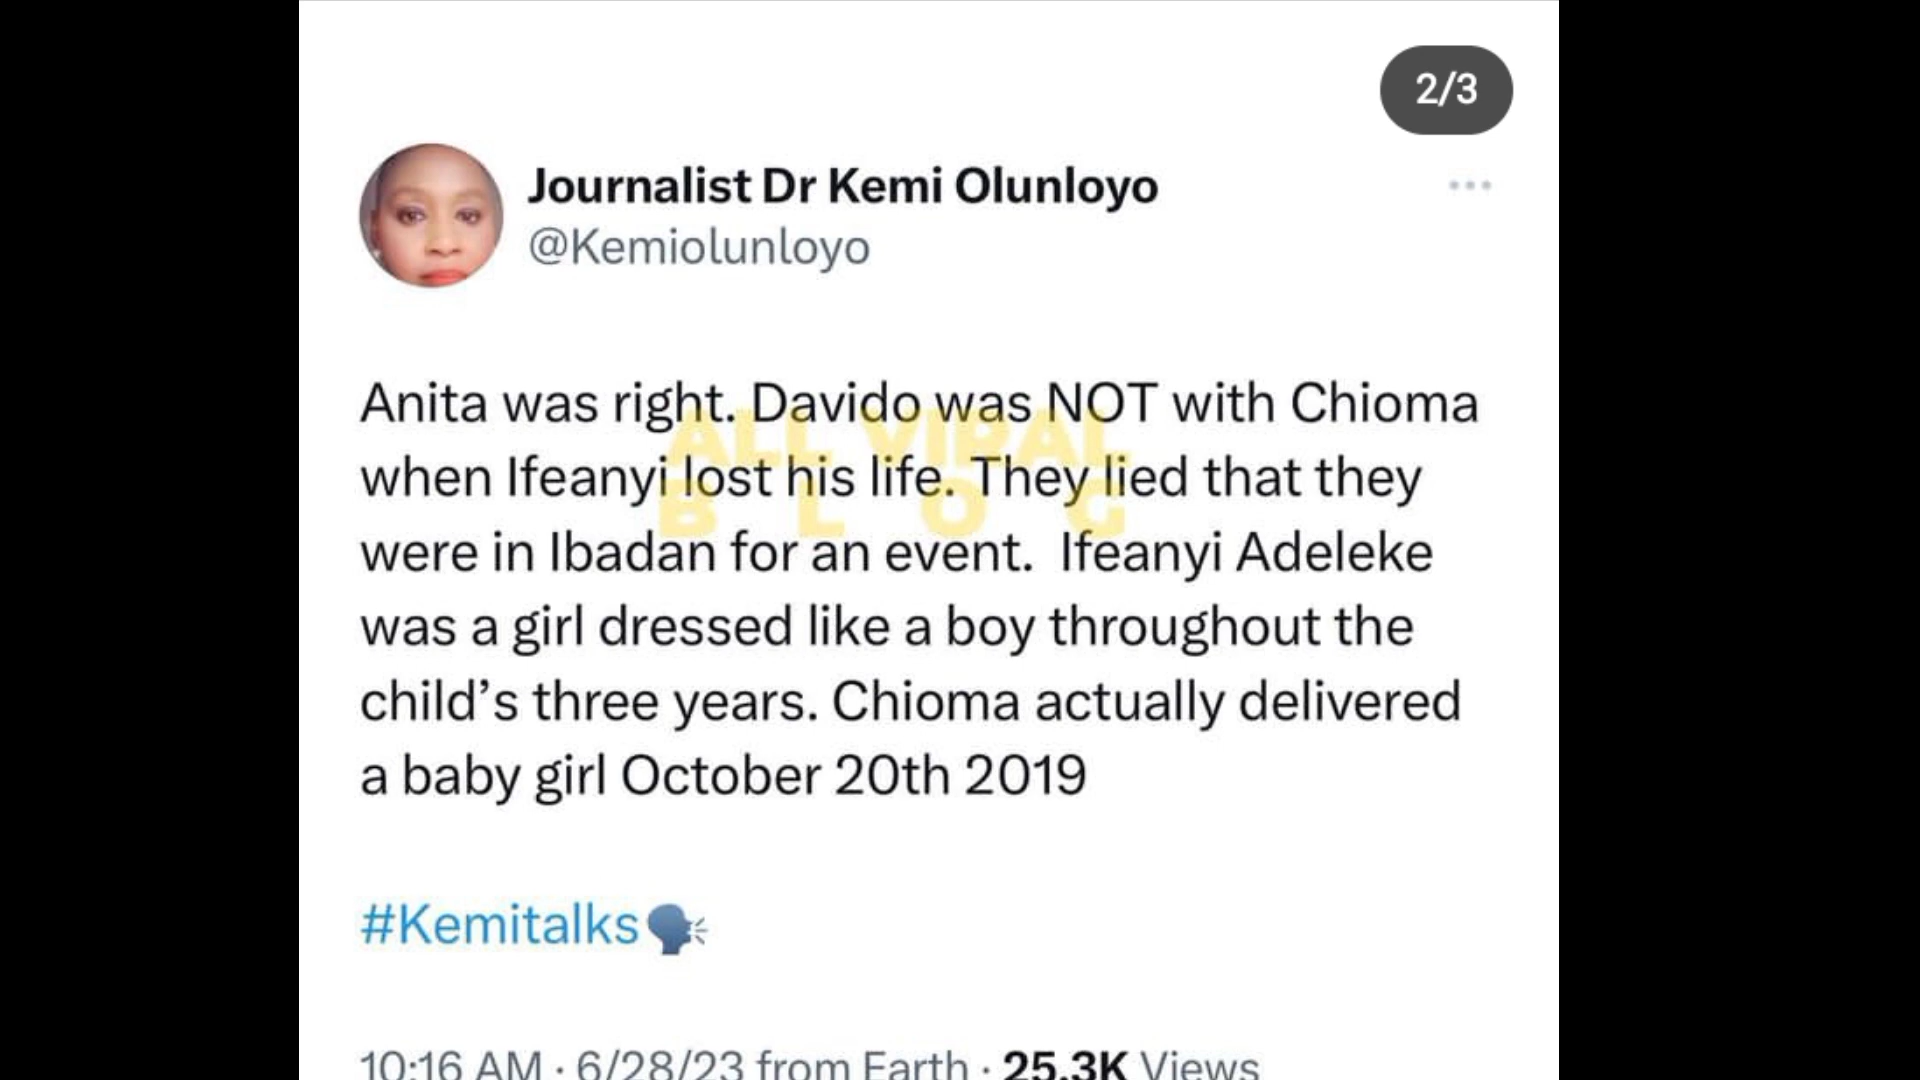 2/3
Journalist Dr Kemi Olunloyo
@Kemiolunloyo
Anita was right. Davido was NOT with Chioma
when Ifeanyi lost his life. They lied that they
were in Ibadan for an event.  Ifeanyi Adeleke
was a girl dressed like a boy throughout the
child’s three years. Chioma actually delivered
a baby girl October 20th 2019
ALL VIRAL
BLOG
#Kemitalks
10:16 AM · 6/28/23 from Earth · 25.3K Views